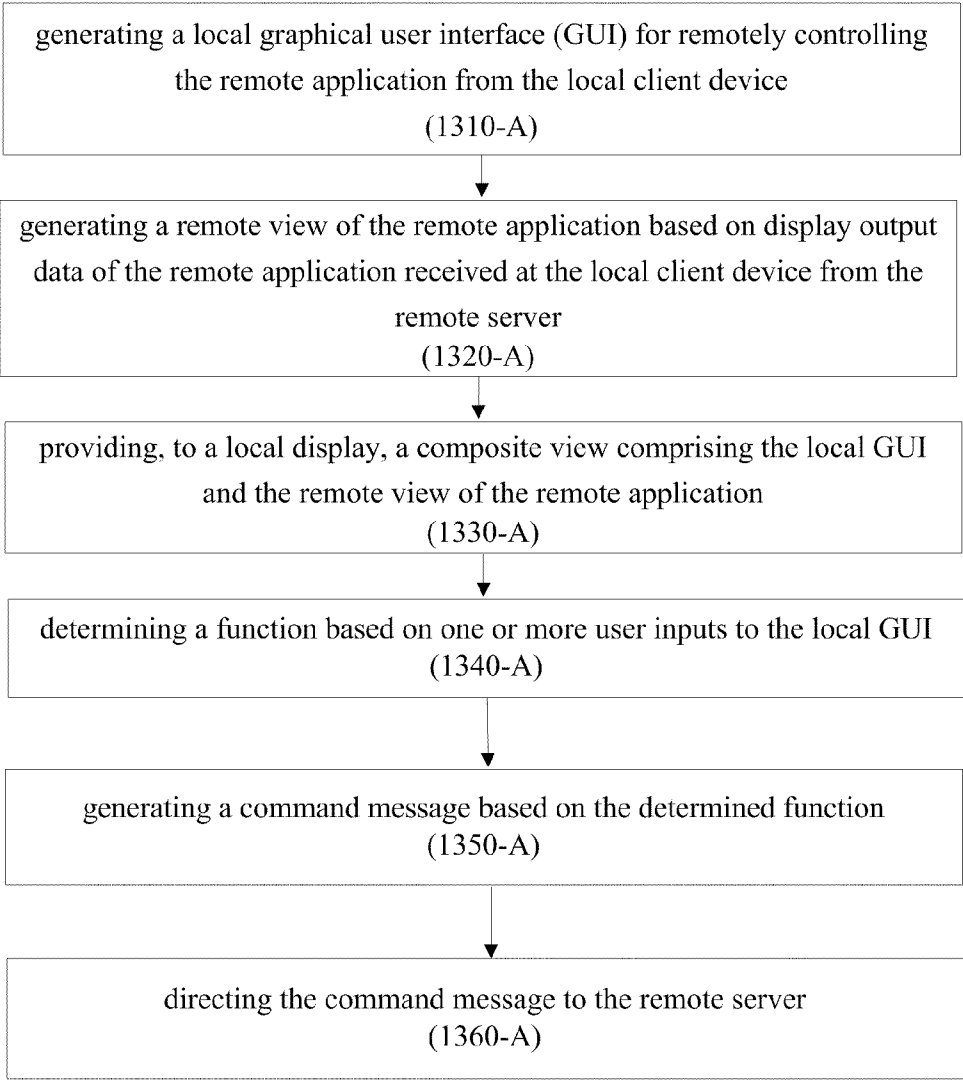 generating a local graphical user interface (GUI) for remotely controlling
the remote application from the local client device
(1310-A)
generating a remote view of the remote application based on display output
data of the remote application received at the local client device from the
remote server
(1320-A)
providing, to a local display, a composite view comprising the local GUI
and the remote view of the remote application
(1330-A)
determining a function based on one or more user inputs to the local GUI
(1340-A)
generating a command message based on the determined function
(1350-A)
directing the command message to the remote server
(1360-A)